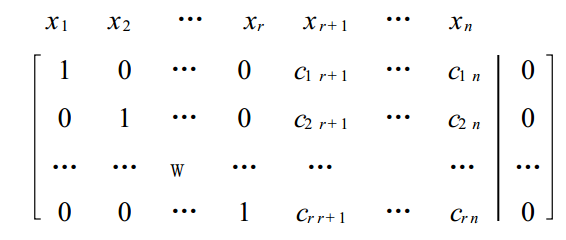 x1 x2 ⋯ xr xr+1 ⋯ xn
1 0 ⋯ 0 c1 r+1 ⋯ c1 n 0
0 1 ⋯ 0 c2 r+1 ⋯ c2 n 0
⋯ ⋯ W ⋯ ⋯ ⋯ ⋯
0 0 ⋯ 1 cr r+1 ⋯ cr n 0